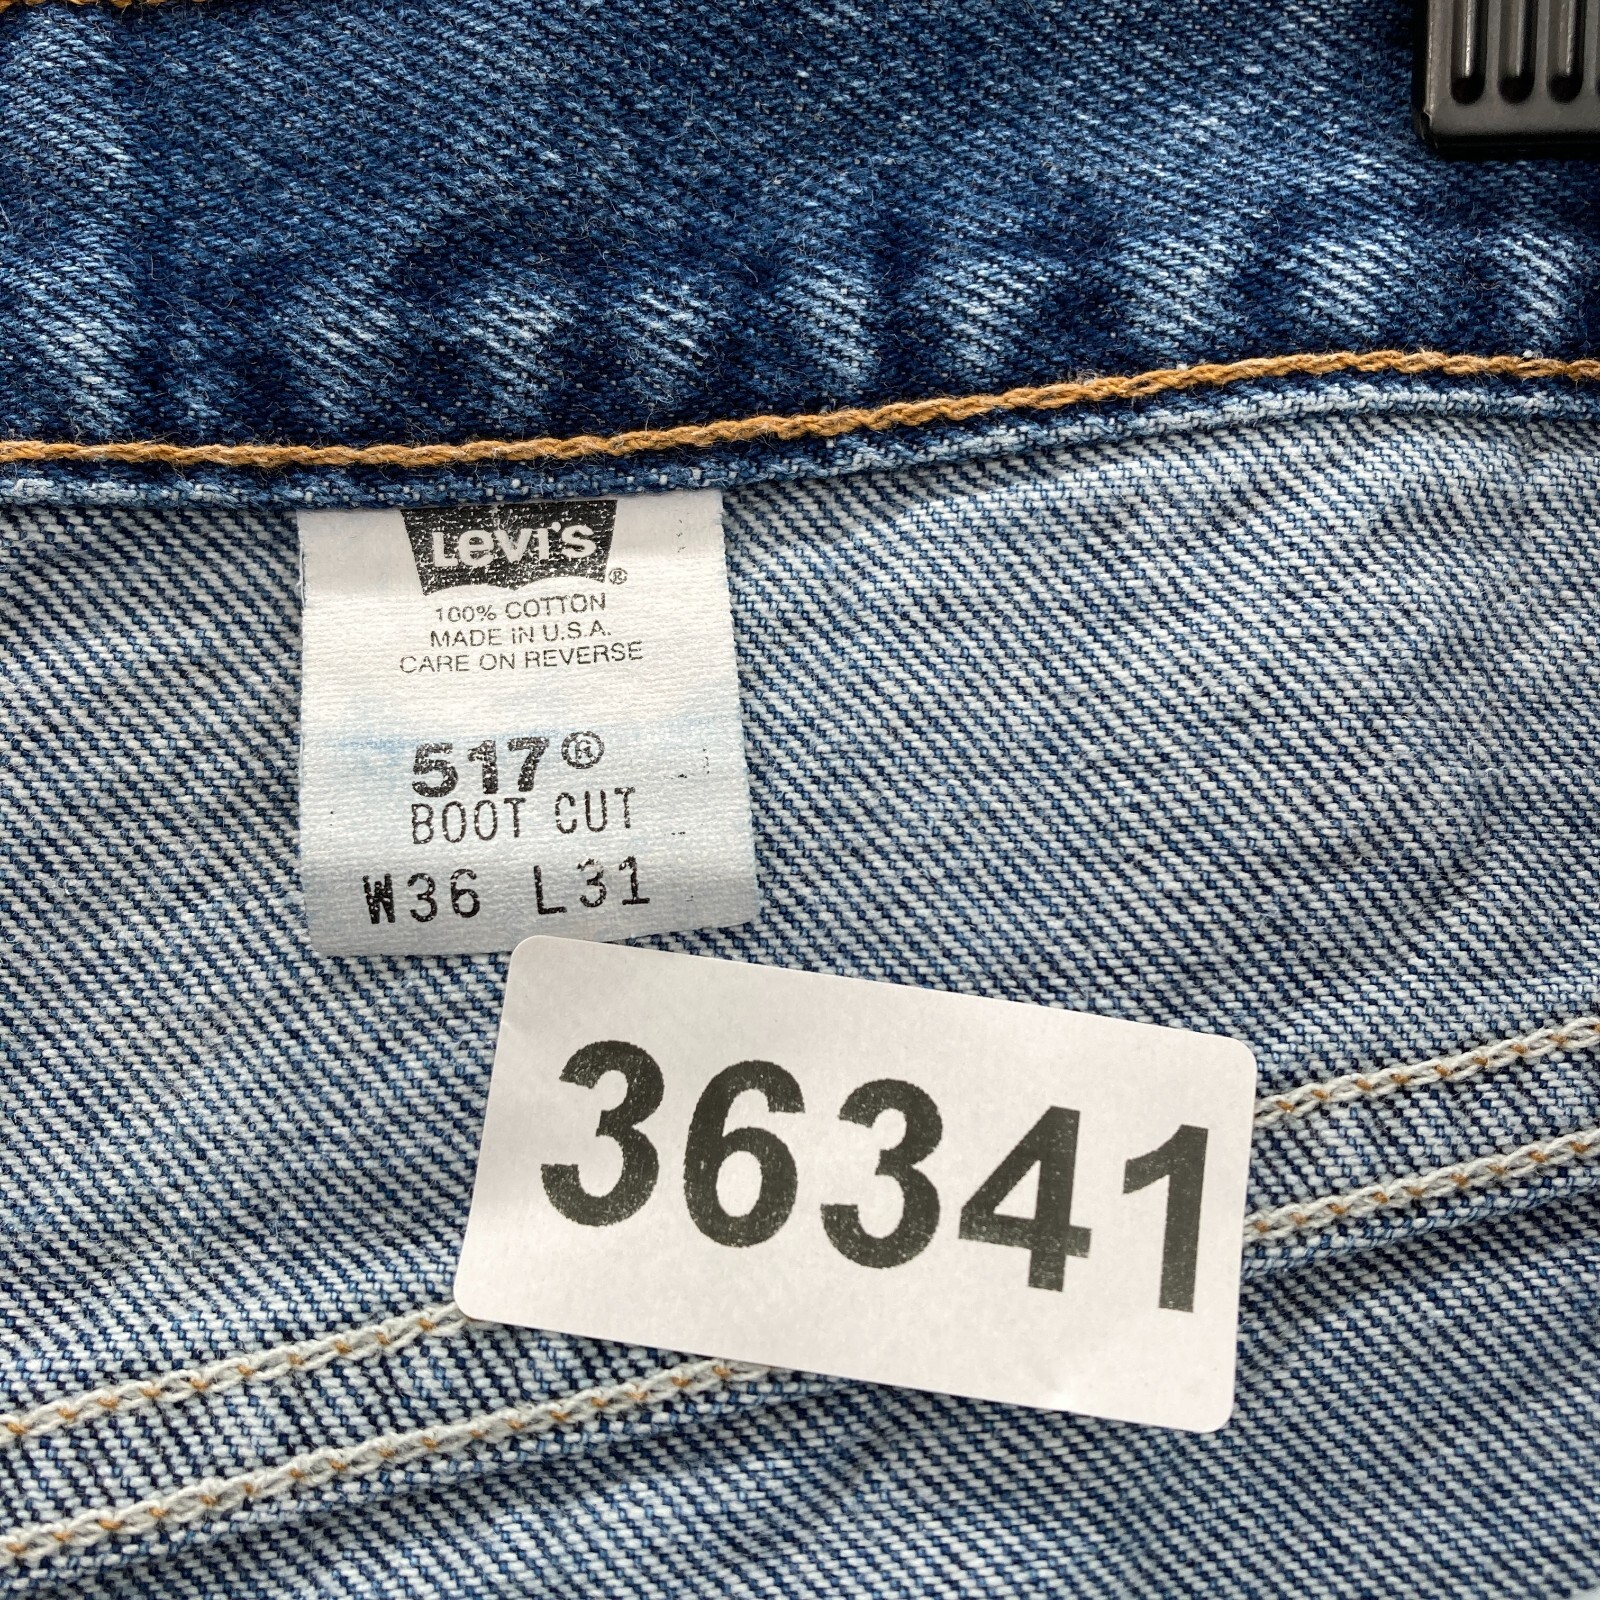 Levi's®
100% COTTON
MADE IN U.S.A.
CARE ON REVERSE
517®
BOOT CUT
W36 L31
36341